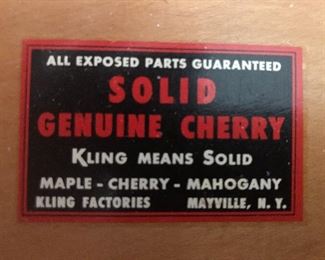 ALL EXPOSED PARTS GUARANTEED
SOLID
GENUINE CHERRY
KLING MEANS SOLID
MAPLE - CHERRY - MAHOGANY
KLING FACTORIES MAYVILLE, N. Y.